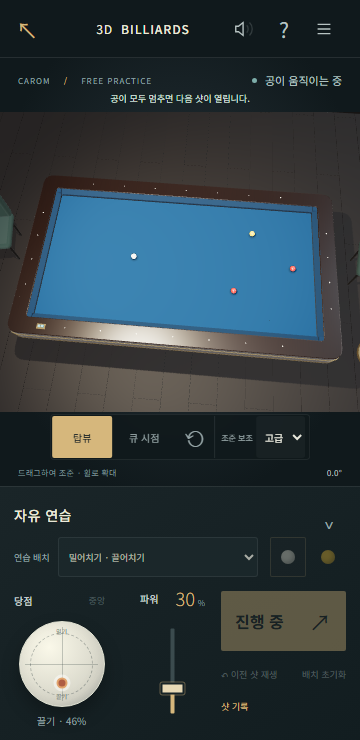 3D BILLIARDS
?
CAROM / FREE PRACTICE
공이 움직이는 중
공이 모두 멈추면 다음 샷이 열립니다.
탑뷰
큐 시점
조준 보조
고급
드래그하여 조준 · 휠로 확대
0.0°
자유 연습
연습 배치
밀어치기 · 끌어치기
당점
중앙
파워
30 %
진행 중
밀기
끌기
이전 샷 재생
배치 초기화
샷 기록
끌기 · 46%